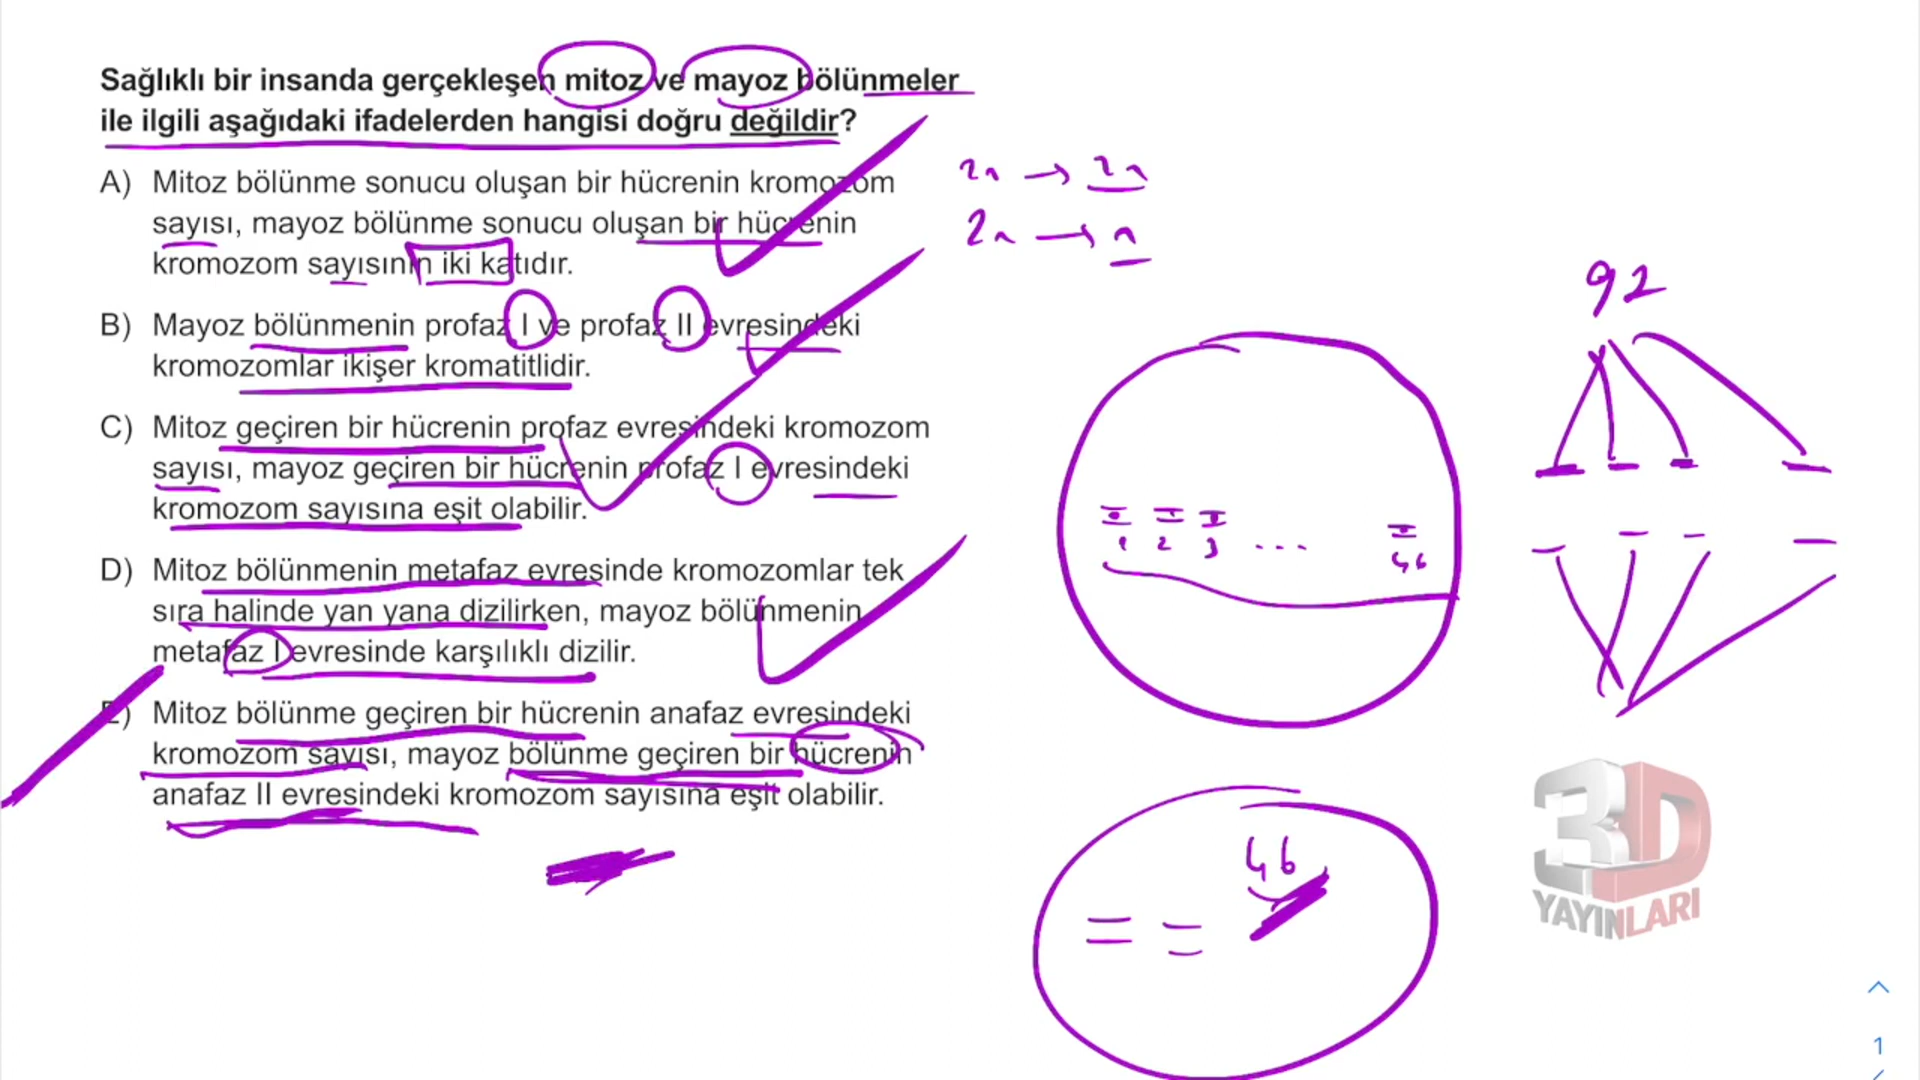 Sağlıklı bir insanda gerçekleşen mitoz ve mayoz bölünmeler
ile ilgili aşağıdaki ifadelerden hangisi doğru değildir?
A) Mitoz bölünme sonucu oluşan bir hücrenin kromozom
sayısı, mayoz bölünme sonucu oluşan bir hücrenin
kromozom sayısının iki katıdır.
B) Mayoz bölünmenin profaz I ve profaz II evresindeki
kromozomlar ikişer kromatitlidir.
C) Mitoz geçiren bir hücrenin profaz evresindeki kromozom
sayısı, mayoz geçiren bir hücrenin profaz I evresindeki
kromozom sayısına eşit olabilir.
D) Mitoz bölünmenin metafaz evresinde kromozomlar tek
sıra halinde yan yana dizilirken, mayoz bölünmenin
metafaz I evresinde karşılıklı dizilir.
E) Mitoz bölünme geçiren bir hücrenin anafaz evresindeki
kromozom sayısı, mayoz bölünme geçiren bir hücrenin
anafaz II evresindeki kromozom sayısına eşit olabilir.
2n → 2n
2n → n
92
1 2 3 ... 46
46
3D
YAYINLARI
1